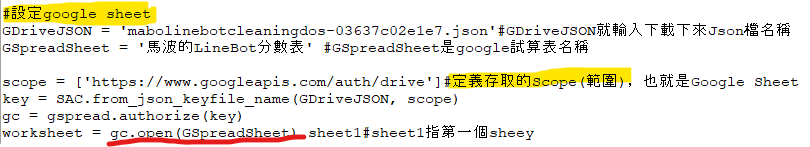 #設定google sheet
GDriveJSON = 'mabolinebotcleaningdos-03637c02e1e7.json'#GDriveJSON就輸入下載下來Json檔名稱
GSpreadSheet = '馬波的LineBot分數表' #GSpreadSheet是google試算表名稱
scope = ['https://www.googleapis.com/auth/drive']#定義存取的Scope(範圍)，也就是Google Sheet
key = SAC.from_json_keyfile_name(GDriveJSON, scope)
gc = gspread.authorize(key)
worksheet = gc.open(GSpreadSheet).sheet1#sheet1指第一個sheey